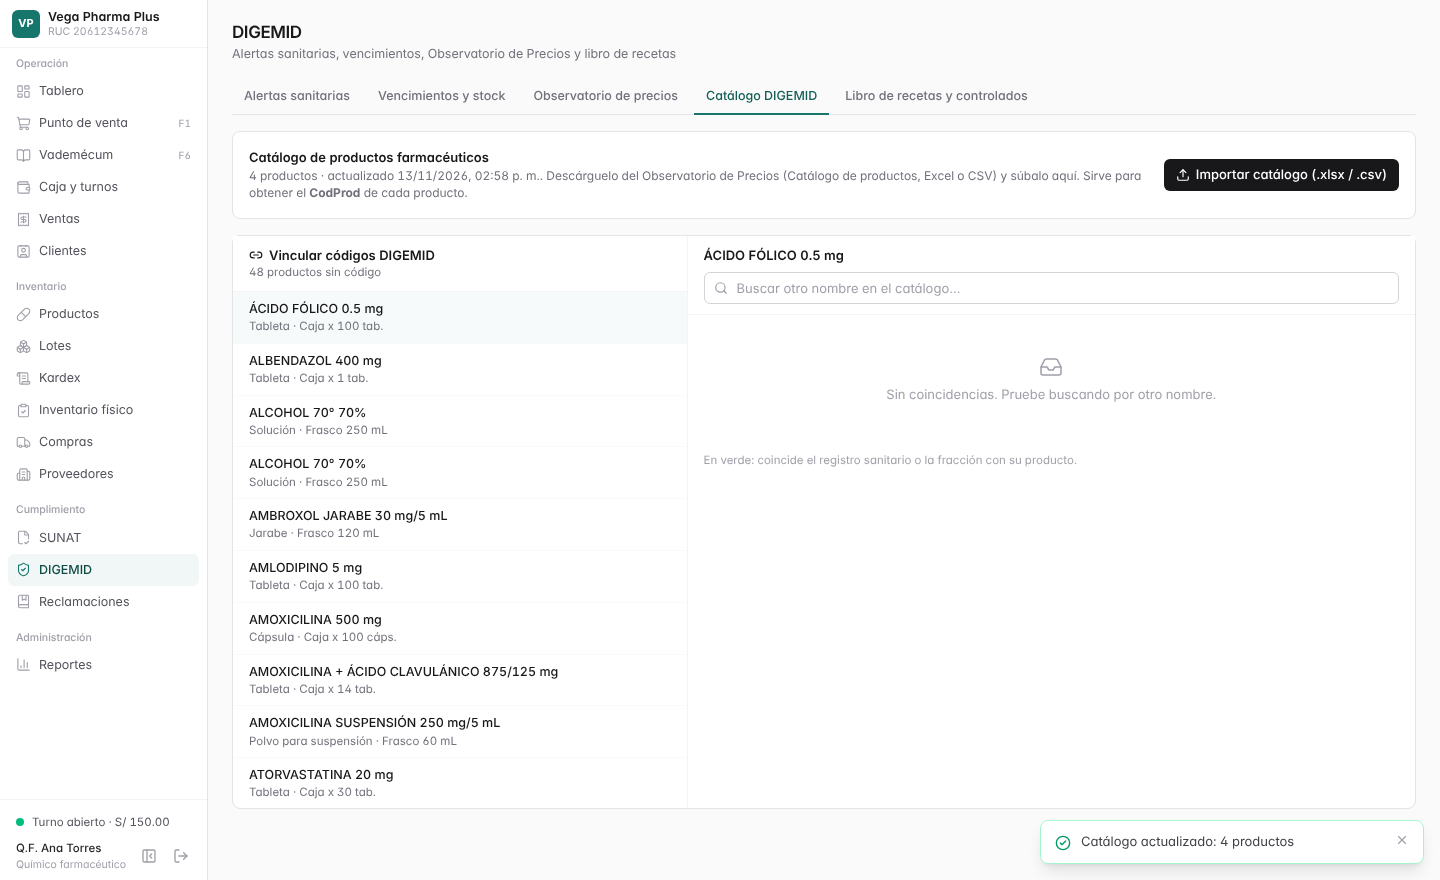 VP
Vega Pharma Plus
RUC 20612345678
Operación
Tablero
Punto de venta F1
Vademécum F6
Caja y turnos
Ventas
Clientes
Inventario
Productos
Lotes
Kardex
Inventario físico
Compras
Proveedores
Cumplimiento
SUNAT
DIGEMID
Reclamaciones
Administración
Reportes
Turno abierto · S/ 150.00
Q.F. Ana Torres
Químico farmacéutico
DIGEMID
Alertas sanitarias, vencimientos, Observatorio de Precios y libro de recetas
Alertas sanitarias Vencimientos y stock Observatorio de precios Catálogo DIGEMID Libro de recetas y controlados
Catálogo de productos farmacéuticos
4 productos · actualizado 13/11/2026, 02:58 p. m.. Descárguelo del Observatorio de Precios (Catálogo de productos, Excel o CSV) y súbalo aquí. Sirve para
obtener el CodProd de cada producto.
Importar catálogo (.xlsx / .csv)
Vincular códigos DIGEMID
48 productos sin código
ÁCIDO FÓLICO 0.5 mg
Tableta · Caja x 100 tab.
ALBENDAZOL 400 mg
Tableta · Caja x 1 tab.
ALCOHOL 70° 70%
Solución · Frasco 250 mL
ALCOHOL 70° 70%
Solución · Frasco 250 mL
AMBROXOL JARABE 30 mg/5 mL
Jarabe · Frasco 120 mL
AMLODIPINO 5 mg
Tableta · Caja x 100 tab.
AMOXICILINA 500 mg
Cápsula · Caja x 100 cáps.
AMOXICILINA + ÁCIDO CLAVULÁNICO 875/125 mg
Tableta · Caja x 14 tab.
AMOXICILINA SUSPENSIÓN 250 mg/5 mL
Polvo para suspensión · Frasco 60 mL
ATORVASTATINA 20 mg
Tableta · Caja x 30 tab.
ÁCIDO FÓLICO 0.5 mg
Buscar otro nombre en el catálogo...
Sin coincidencias. Pruebe buscando por otro nombre.
En verde: coincide el registro sanitario o la fracción con su producto.
Catálogo actualizado: 4 productos